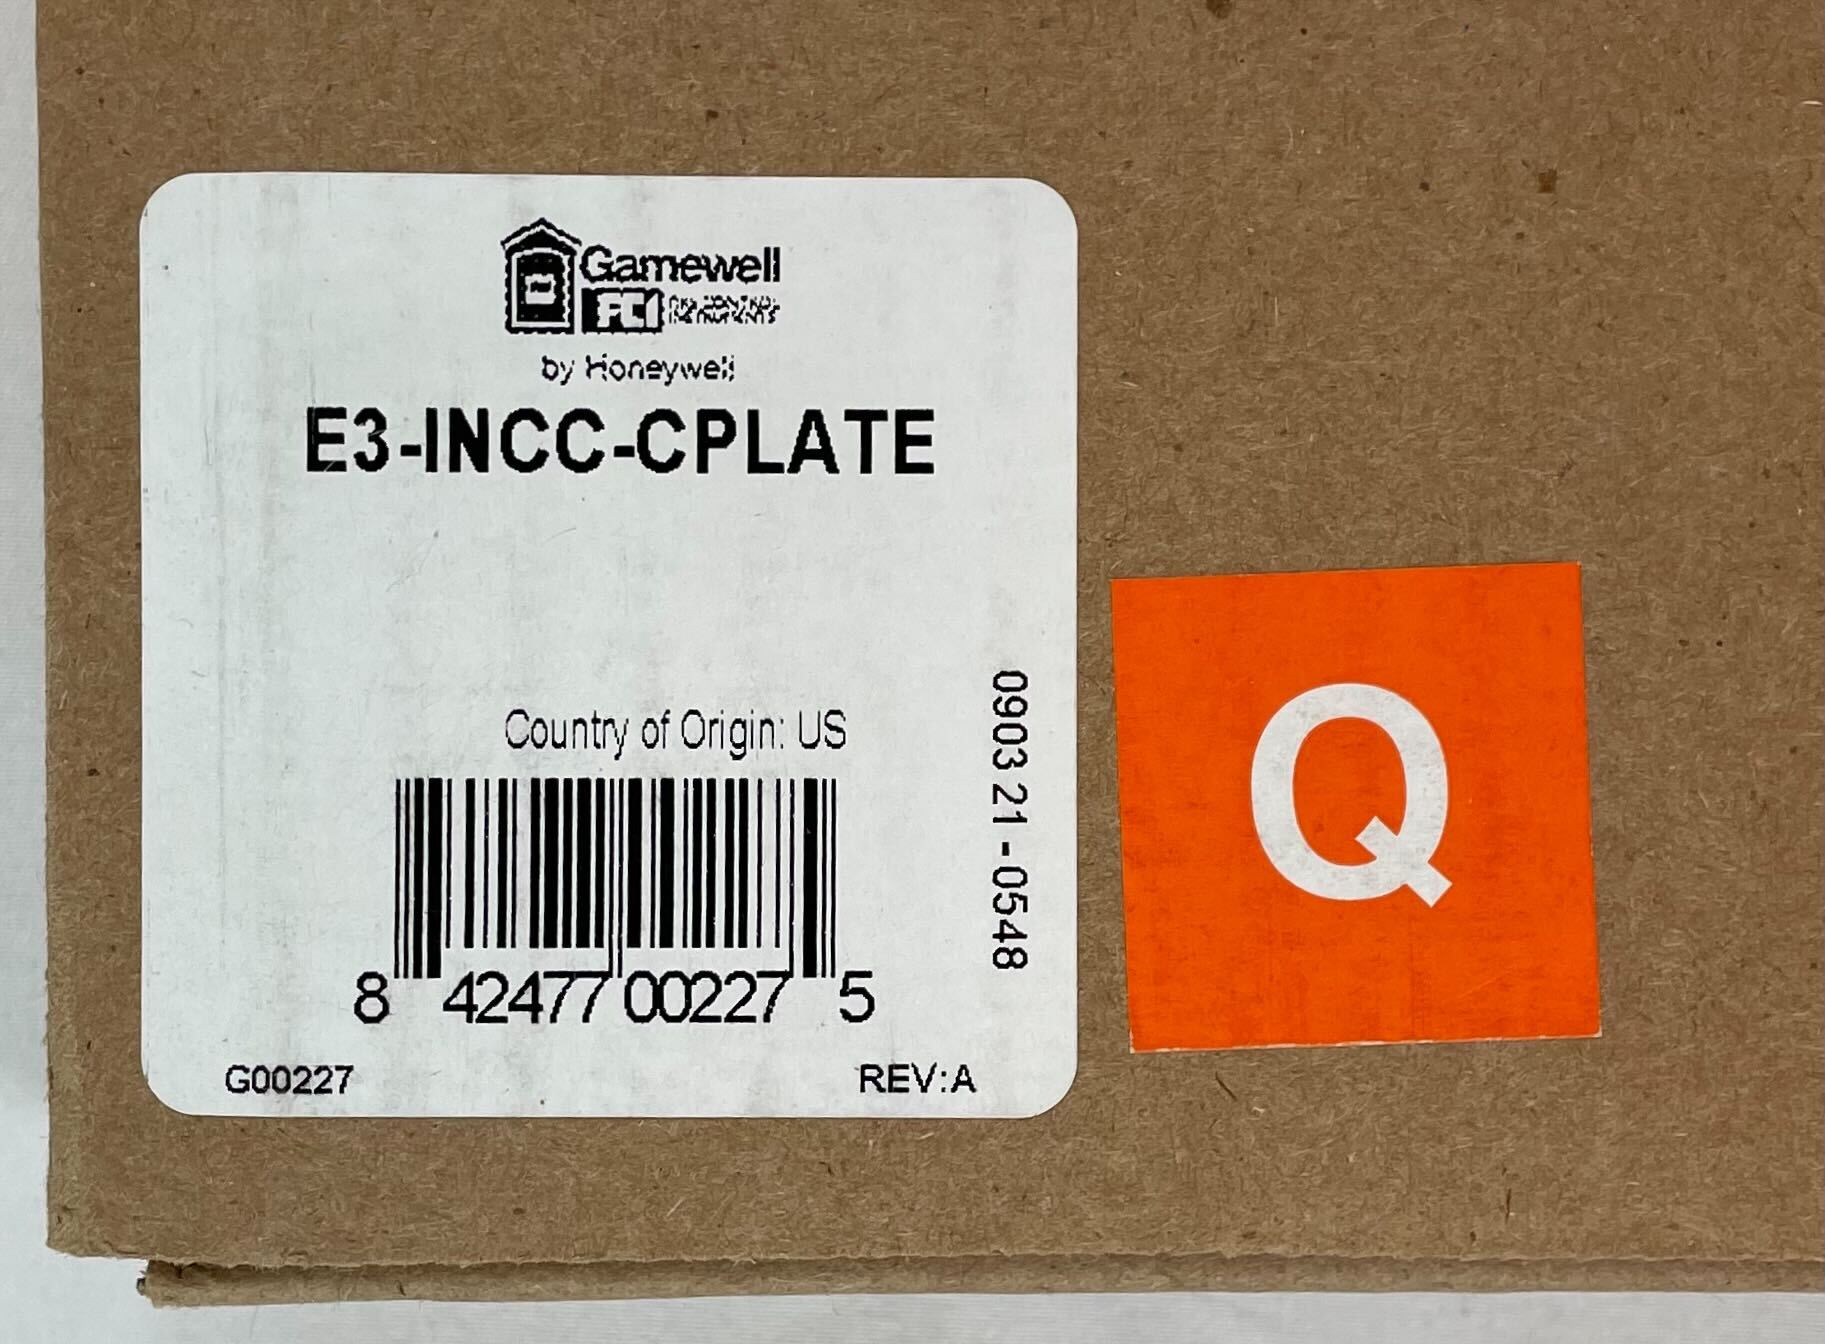 Gamewell
FCI
by Honeywell
E3-INCC-CPLATE
Country of Origin: US
0903 21 - 0548
8 42477 00227 5
G00227
REV:A
Q